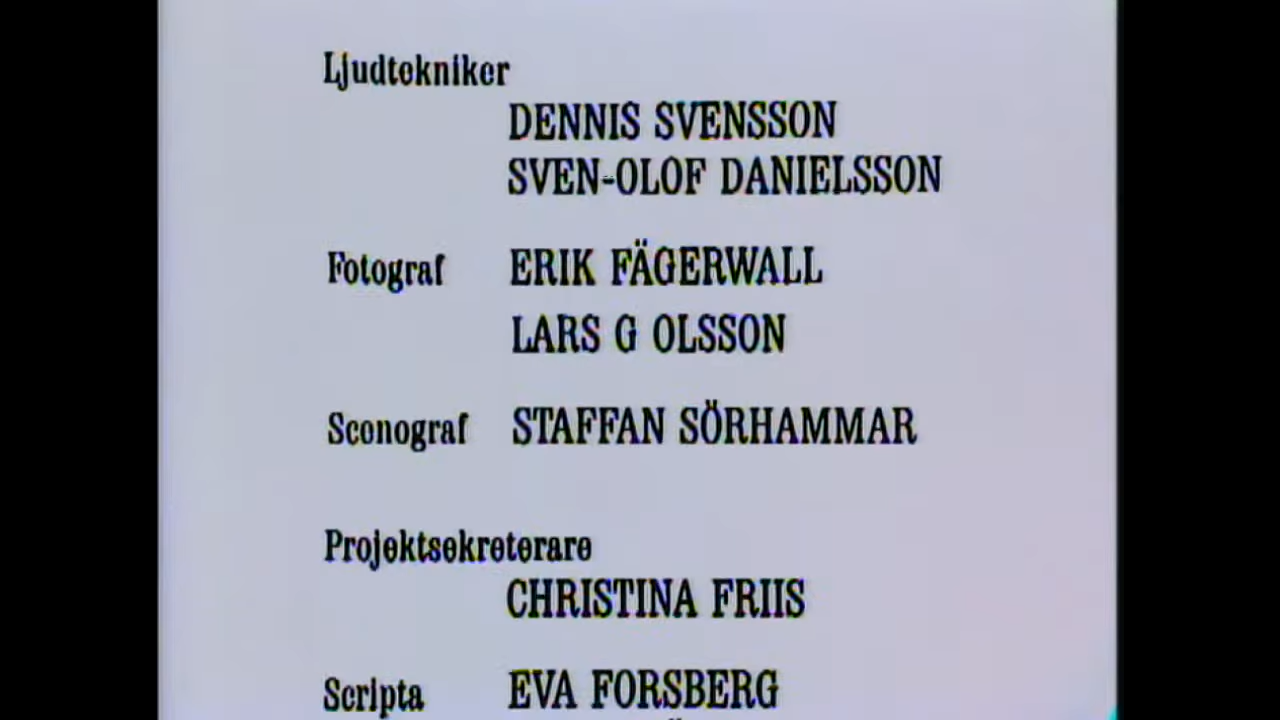 Ljudtekniker
DENNIS SVENSSON
SVEN-OLOF DANIELSSON
Fotograf ERIK FÄGERWALL
LARS G OLSSON
Scenograf STAFFAN SÖRHAMMAR
Projektsekreterare
CHRISTINA FRIIS
Scripta EVA FORSBERG